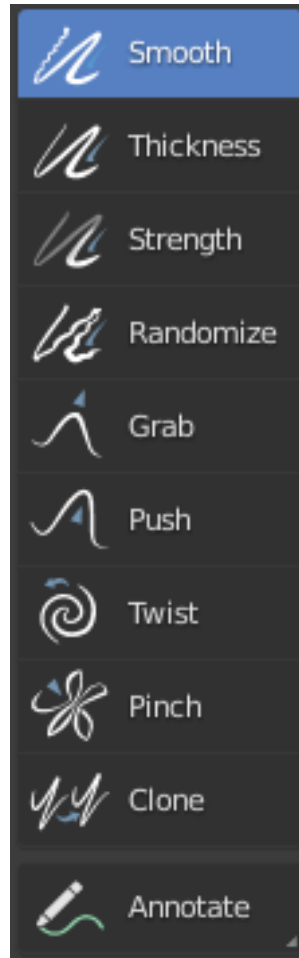 Smooth
Thickness
Strength
Randomize
Grab
Push
Twist
Pinch
Clone
Annotate